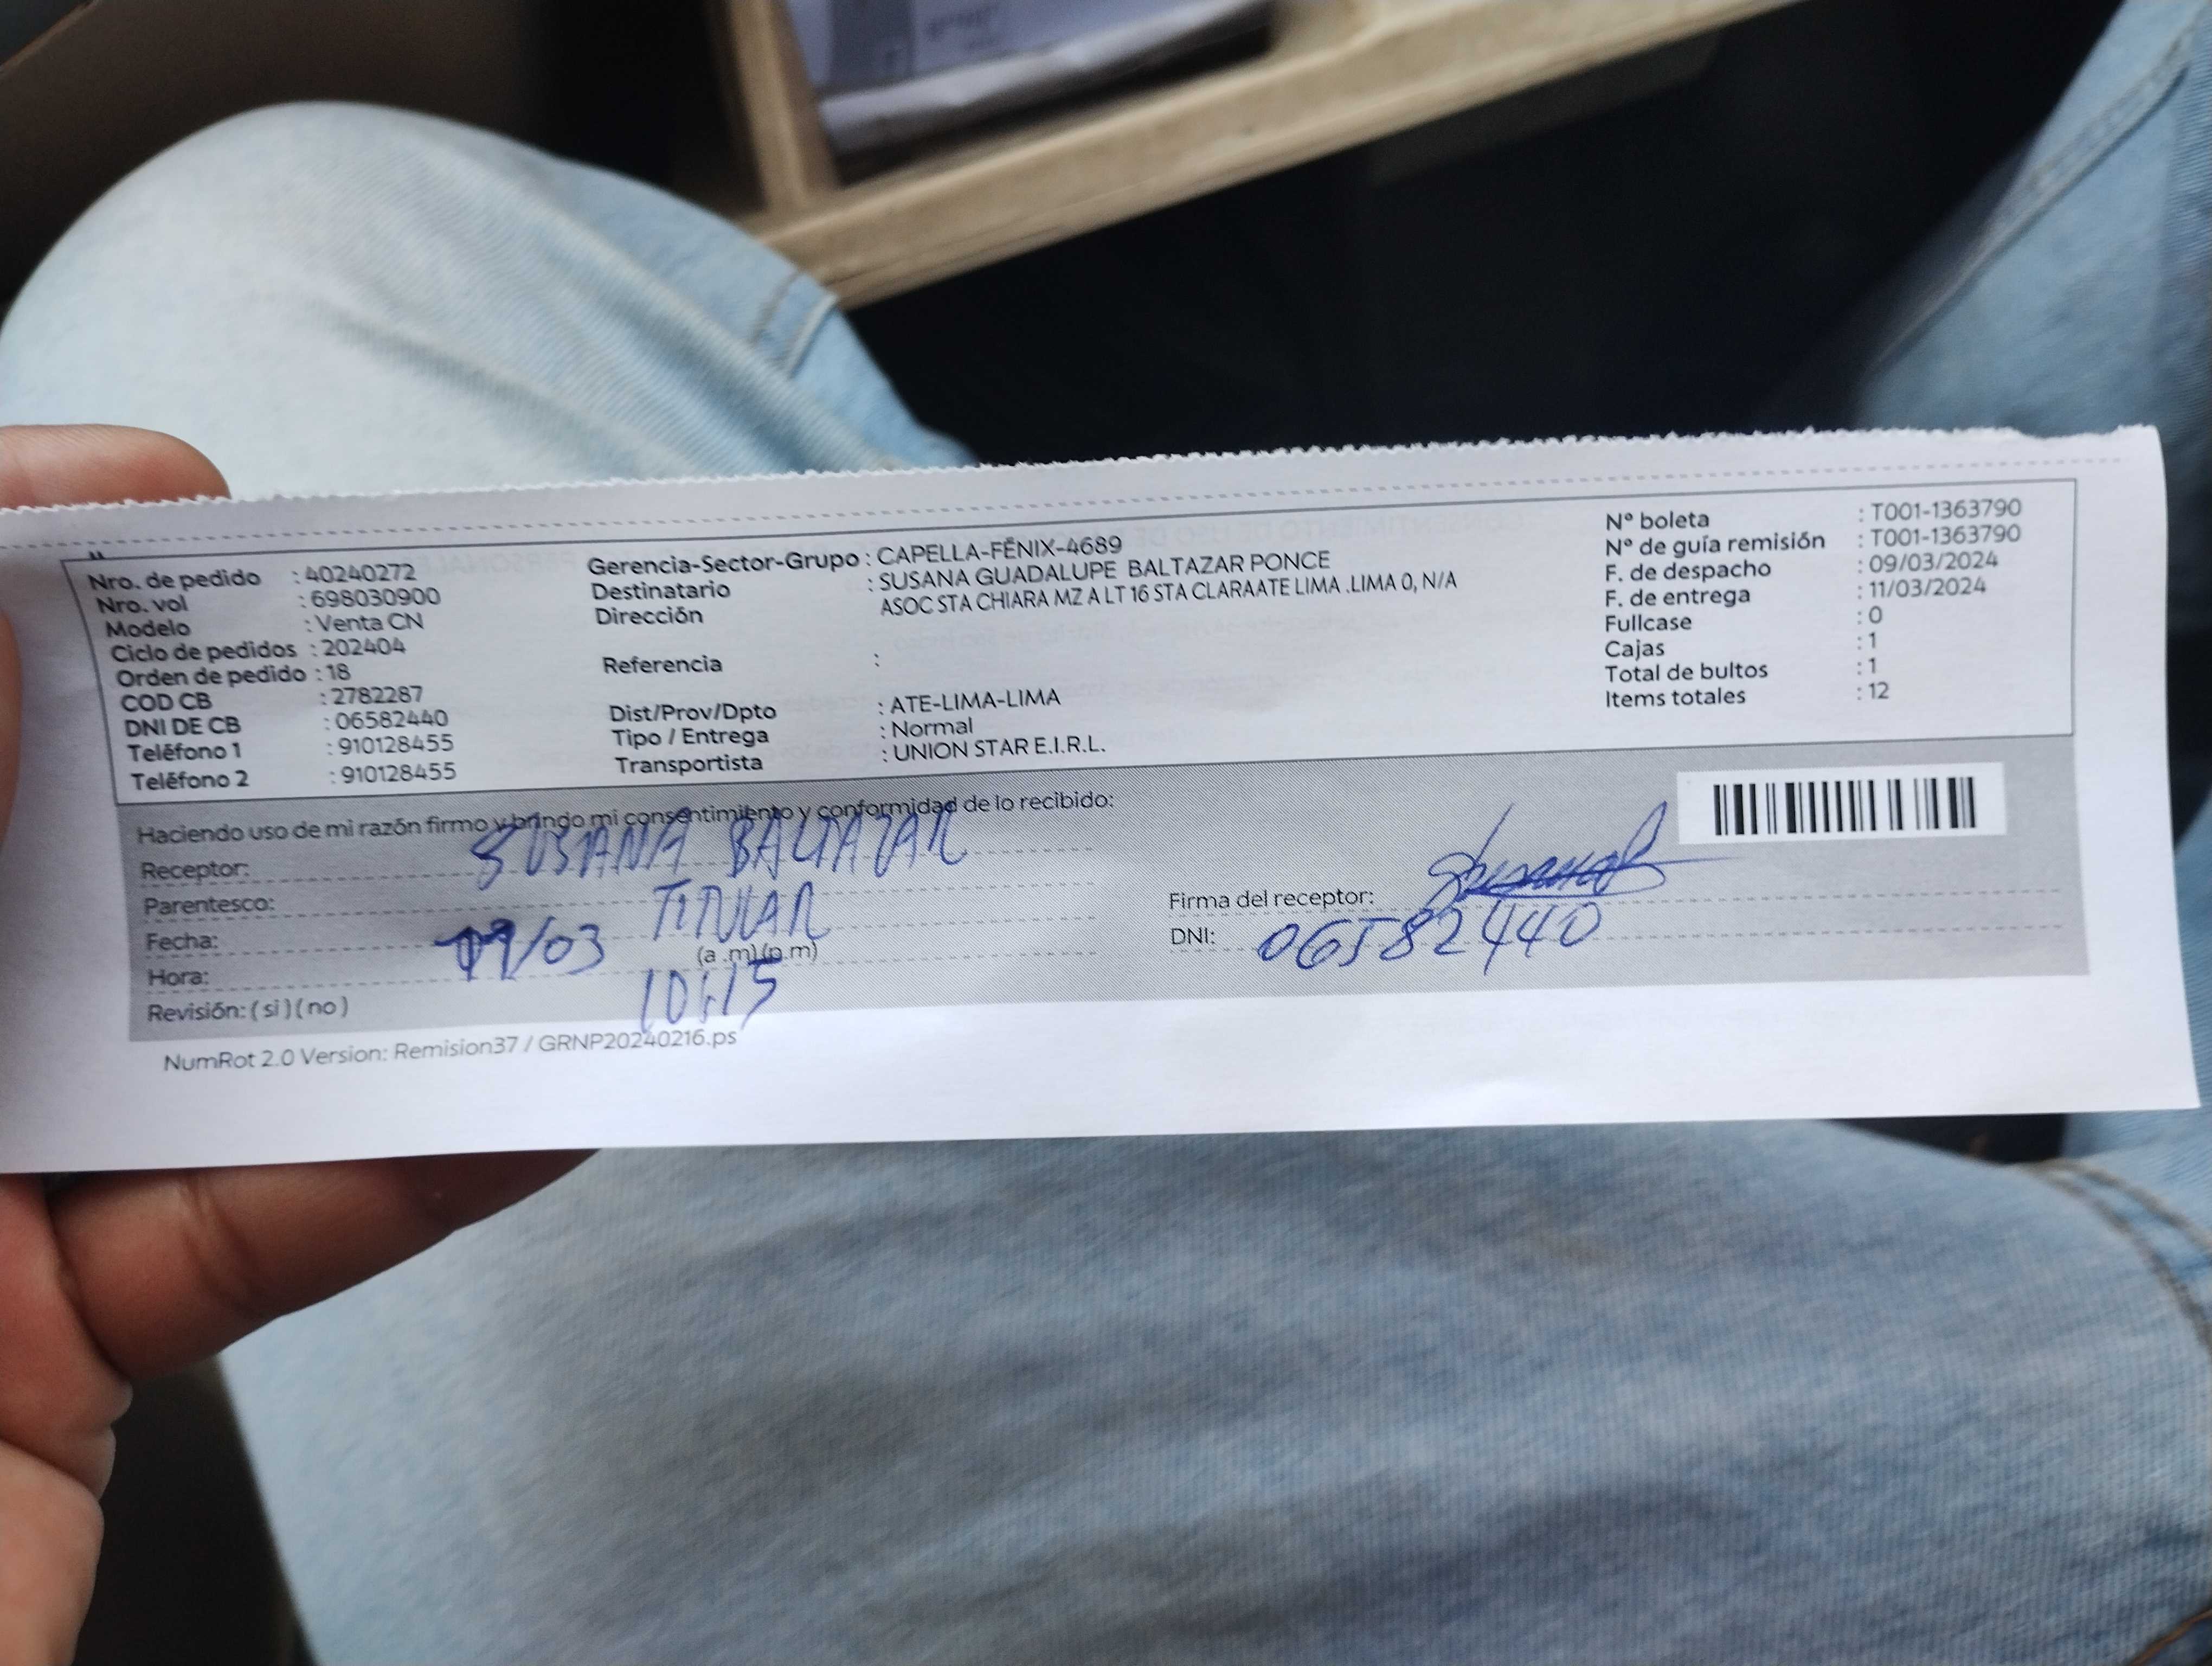 Nro. de pedido : 40240272
Nro. vol : 698030900
Modelo : Venta CN
Ciclo de pedidos : 202404
Orden de pedido : 18
COD CB : 2782287
DNI DE CB : 06582440
Teléfono 1 : 910128455
Teléfono 2 : 910128455
Gerencia-Sector-Grupo : CAPELLA-FÉNIX-4689
Destinatario : SUSANA GUADALUPE BALTAZAR PONCE
Dirección ASOC STA CHIARA MZ A LT 16 STA CLARAATE LIMA .LIMA 0, N/A
Referencia :
Dist/Prov/Dpto : ATE-LIMA-LIMA
Tipo / Entrega : Normal
Transportista : UNION STAR E.I.R.L.
N° boleta : T001-1363790
N° de guía remisión : T001-1363790
F. de despacho : 09/03/2024
F. de entrega : 11/03/2024
Fullcase : 0
Cajas : 1
Total de bultos : 1
Items totales : 12
Haciendo uso de mi razón firmo y brindo mi consentimiento y conformidad de lo recibido:
Receptor: SUSANA BALTAZAR
Parentesco: TITULAR
Fecha: /03
Hora: (a .m) (p.m) 10:15
Revisión: ( si ) ( no )
Firma del receptor:
DNI: 06582440
NumRot 2.0 Version: Remision37 / GRNP20240216.ps